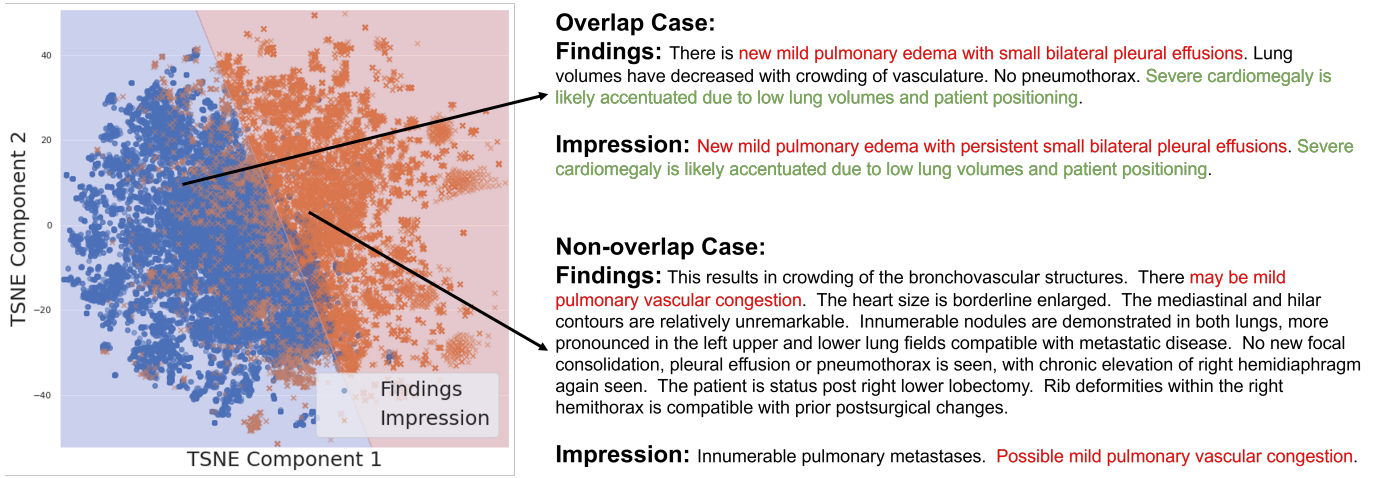 40
20
0
−20
−40
TSNE Component 2
TSNE Component 1
Findings
Impression
Overlap Case:
Findings: There is new mild pulmonary edema with small bilateral pleural effusions. Lung
volumes have decreased with crowding of vasculature. No pneumothorax. Severe cardiomegaly is
likely accentuated due to low lung volumes and patient positioning.
Impression: New mild pulmonary edema with persistent small bilateral pleural effusions. Severe
cardiomegaly is likely accentuated due to low lung volumes and patient positioning.
Non-overlap Case:
Findings: This results in crowding of the bronchovascular structures. There may be mild
pulmonary vascular congestion. The heart size is borderline enlarged. The mediastinal and hilar
contours are relatively unremarkable. Innumerable nodules are demonstrated in both lungs, more
pronounced in the left upper and lower lung fields compatible with metastatic disease. No new focal
consolidation, pleural effusion or pneumothorax is seen, with chronic elevation of right hemidiaphragm
again seen. The patient is status post right lower lobectomy. Rib deformities within the right
hemithorax is compatible with prior postsurgical changes.
Impression: Innumerable pulmonary metastases. Possible mild pulmonary vascular congestion.